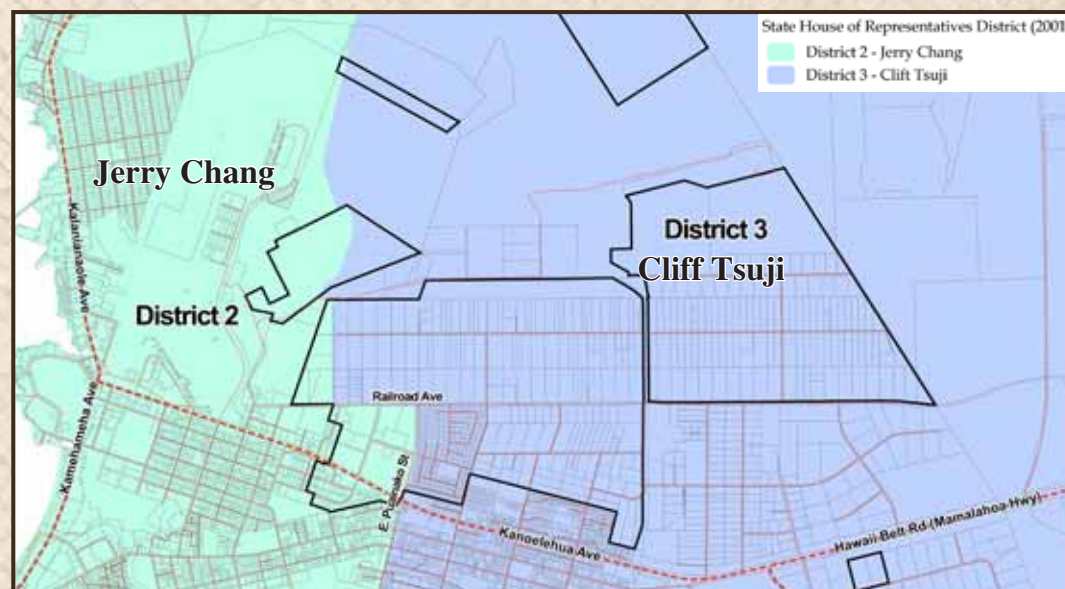 State House of Representatives District (2001
District 2 - Jerry Chang
District 3 - Clift Tsuji
Jerry Chang
Kalanianaole Ave
District 3
Cliff Tsuji
District 2
Railroad Ave
Kamehameha Ave
E. Puainako St
Kanoelehua Ave
Hawaii Belt Rd (Mamalahoa Hwy)